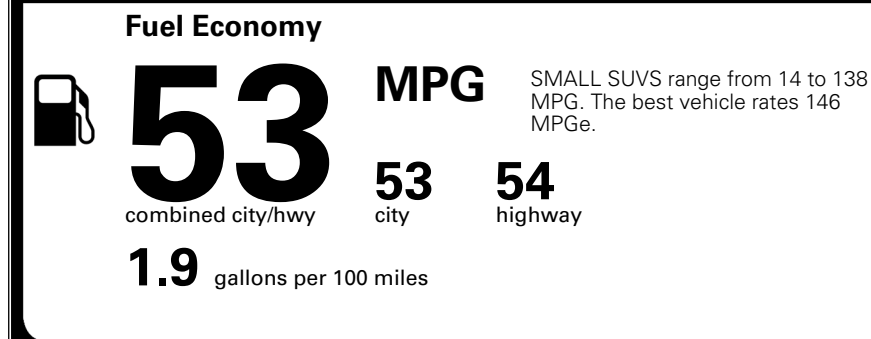 Fuel Economy
53 MPG
SMALL SUVS range from 14 to 138
MPG. The best vehicle rates 146
MPGe.
combined city/hwy
53
city
54
highway
1.9 gallons per 100 miles